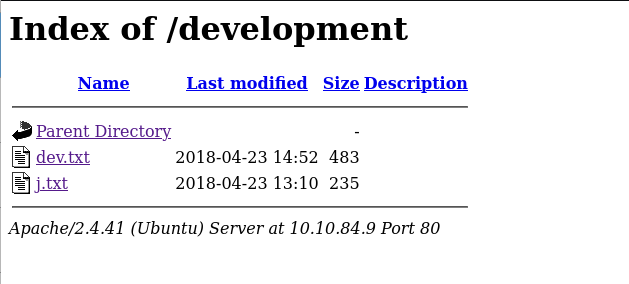 Index of /development
Name Last modified Size Description
Parent Directory -
dev.txt 2018-04-23 14:52 483
j.txt 2018-04-23 13:10 235
Apache/2.4.41 (Ubuntu) Server at 10.10.84.9 Port 80